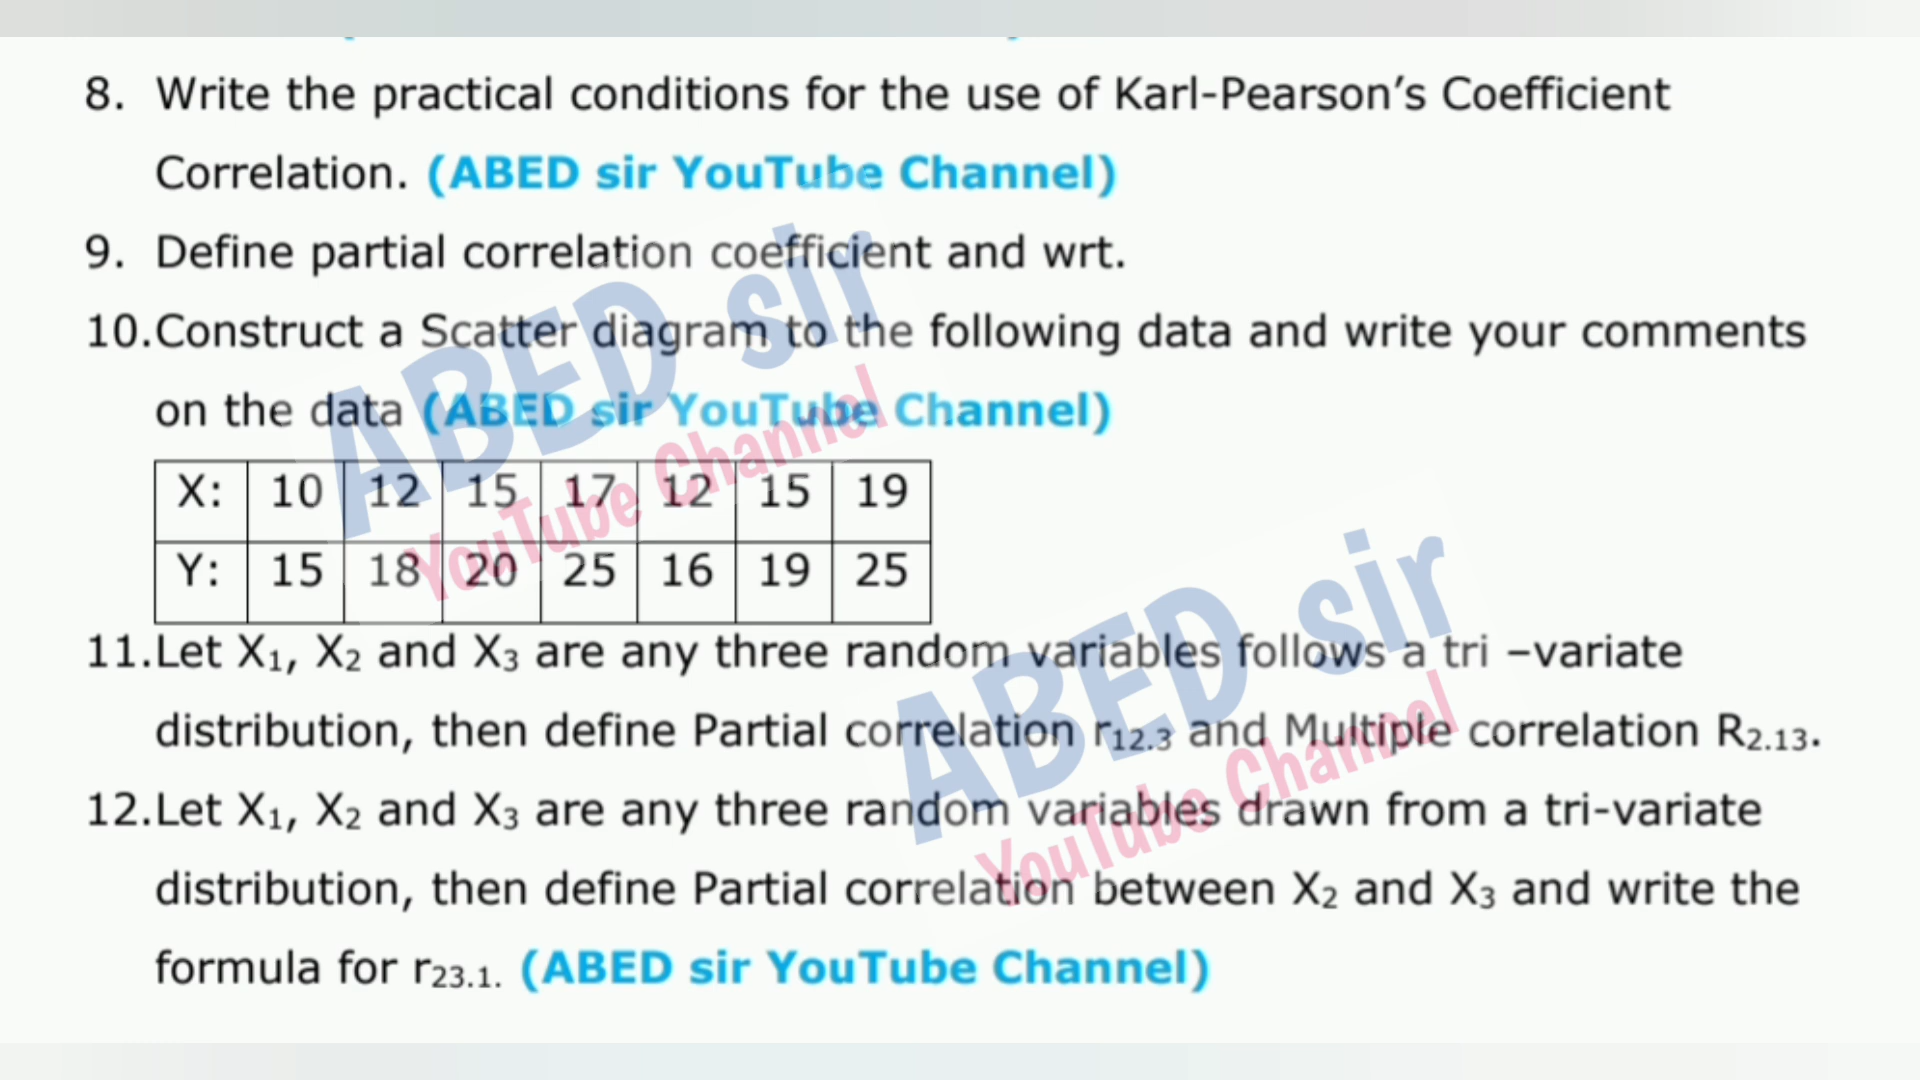 8. Write the practical conditions for the use of Karl-Pearson's Coefficient
Correlation. (ABED sir YouTube Channel)
9. Define partial correlation coefficient and wrt.
10.Construct a Scatter diagram to the following data and write your comments
on the data (ABED sir YouTube Channel)
X: 10 12 15 17 12 15 19
Y: 15 18 20 25 16 19 25
11.Let X₁, X₂ and X₃ are any three random variables follows a tri –variate
distribution, then define Partial correlation r₁₂.₃ and Multiple correlation R₂.₁₃.
12.Let X₁, X₂ and X₃ are any three random variables drawn from a tri-variate
distribution, then define Partial correlation between X₂ and X₃ and write the
formula for r₂₃.₁. (ABED sir YouTube Channel)
ABED sir
YouTube Channel
ABED sir
YouTube Channel